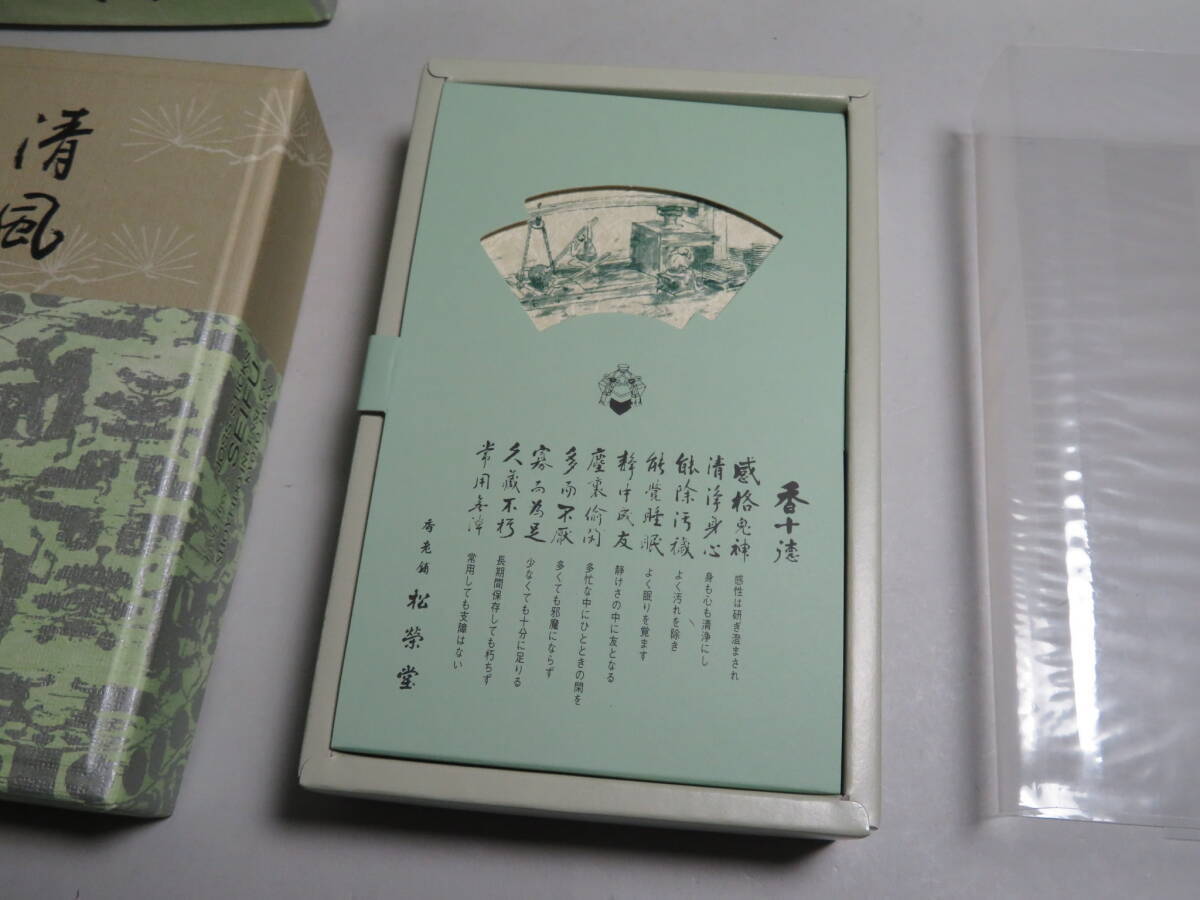 清風
SEIFU
香十徳
感格鬼神
清浄身心
能除汚穢
能覺睡眠
静中成友
塵裏偷閑
多而不厭
寡而為足
久蔵不朽
常用無障
感性は研ぎ澄まされ
身も心も清浄にし
よく汚れを除き
よく眠りを覚ます
静けさの中に友となる
多忙な中にひとときの閑を
多くても邪魔にならず
少なくても十分に足りる
長期間保存しても朽ちず
常用しても支障はない
香老舗 松榮堂